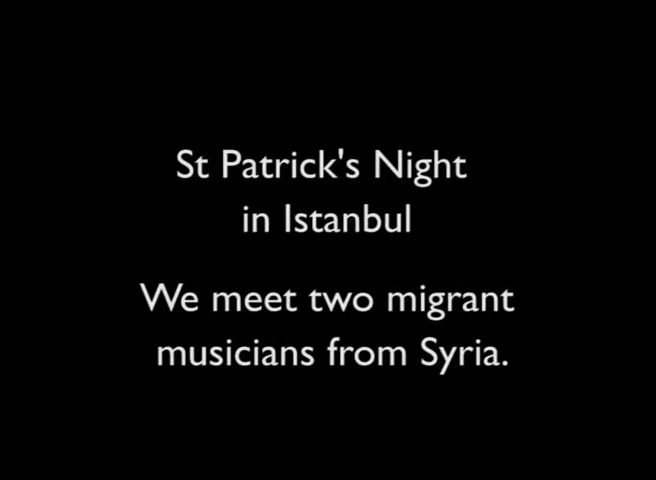 St Patrick's Night
in Istanbul
We meet two migrant
musicians from Syria.